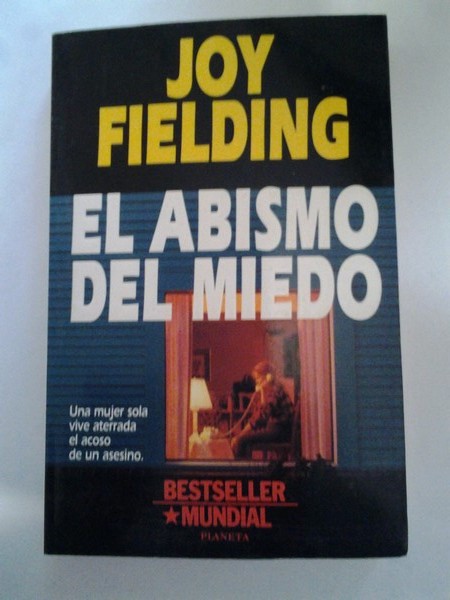 JOY
FIELDING
EL ABISMO
DEL MIEDO
Una mujer sola
vive aterrada
el acoso
de un asesino.
BESTSELLER
★MUNDIAL
PLANETA